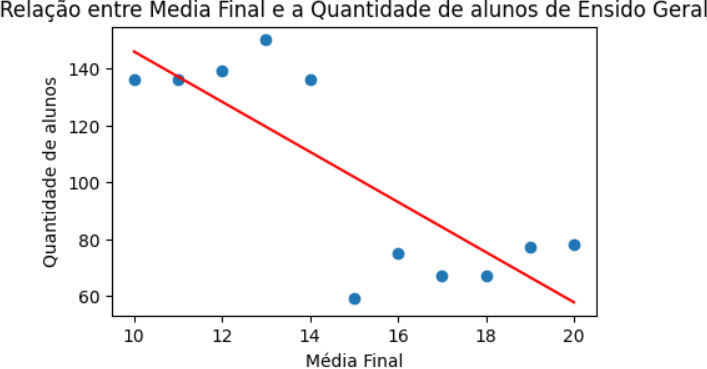 Relação entre Media Final e a Quantidade de alunos de Ensido Geral
140
120
100
80
60
Quantidade de alunos
10 12 14 16 18 20
Média Final